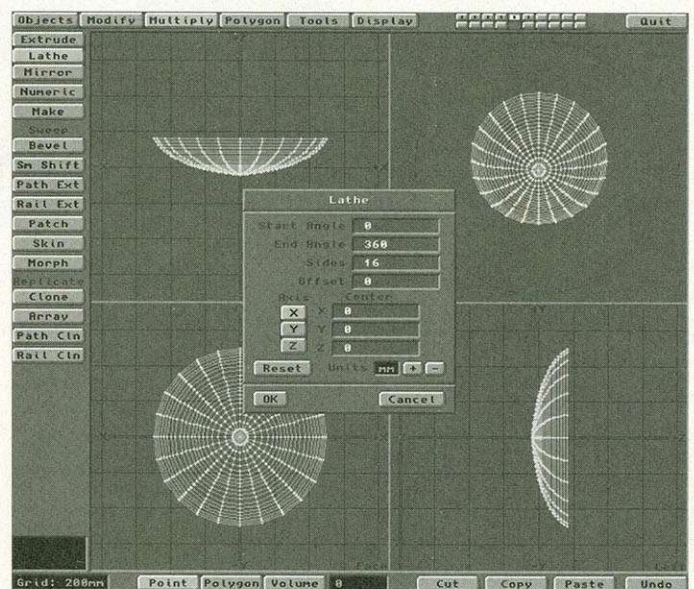 Objects Modify Multiply Polygon Tools Display Quit
Extrude
Lathe
Mirror
Numeric
Make
Sweep
Bevel
Sm Shift
Path Ext
Rail Ext
Patch
Skin
Morph
Replicate
Clone
Array
Path Cln
Rail Cln
Lathe
Start Angle 0
End Angle 360
Sides 16
Offset 0
Axis Center
X X 0
Y Y 0
Z Z 0
Reset Units mm + -
OK Cancel
Face Left
Grid: 200mm Point Polygon Volume 0 Cut Copy Paste Undo